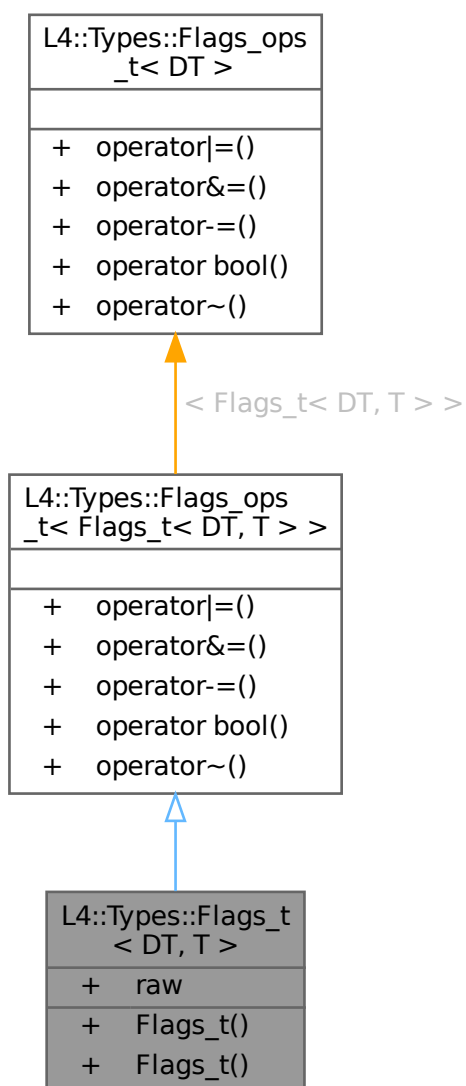 L4::Types::Flags_ops
_t< DT >
+ operator|=()
+ operator&=()
+ operator-=()
+ operator bool()
+ operator~()
< Flags_t< DT, T > >
L4::Types::Flags_ops
_t< Flags_t< DT, T > >
+ operator|=()
+ operator&=()
+ operator-=()
+ operator bool()
+ operator~()
L4::Types::Flags_t
< DT, T >
+ raw
+ Flags_t()
+ Flags_t()